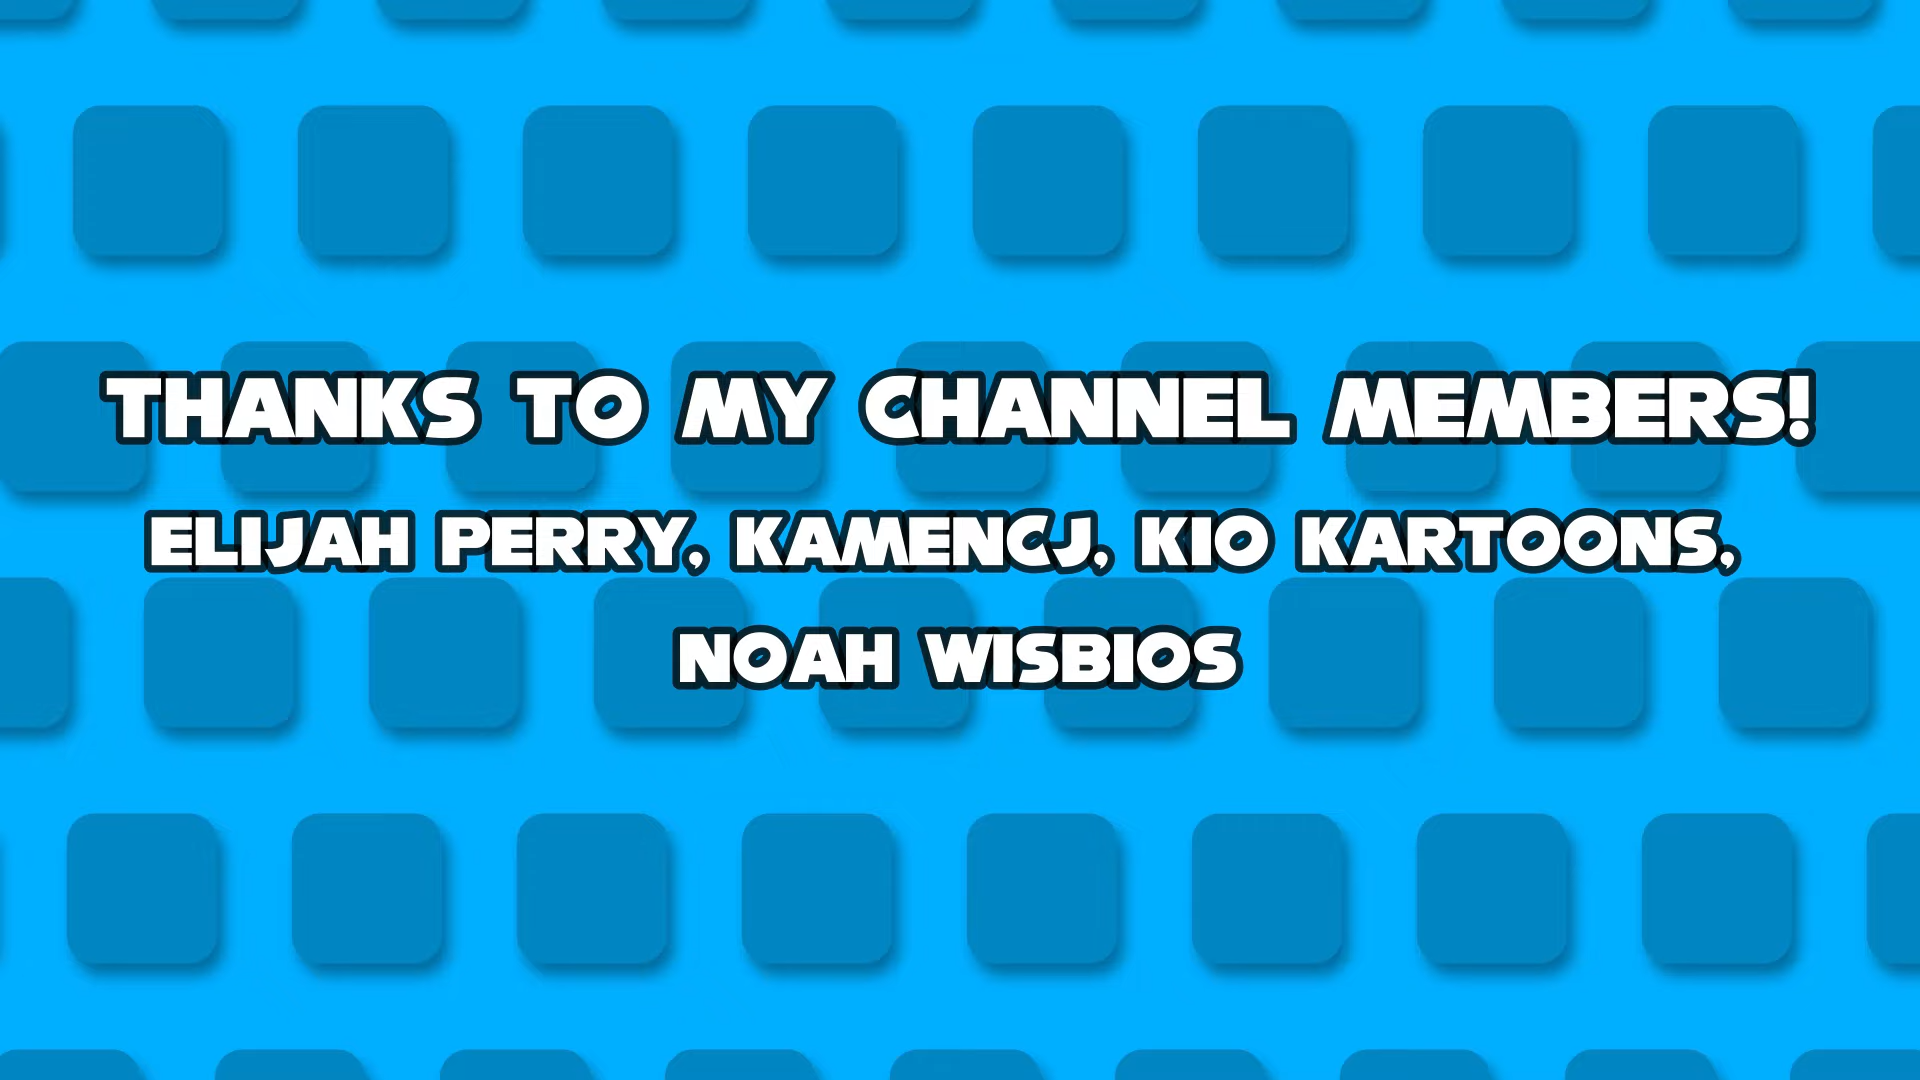 THANKS TO MY CHANNEL MEMBERS!
ELIJAH PERRY, KAMENCJ, KIO KARTOONS,
NOAH WISBIOS